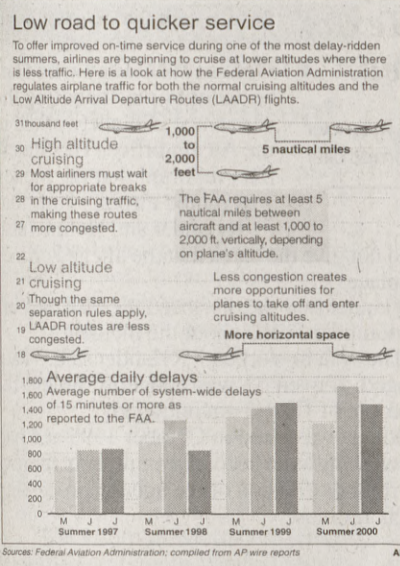 Low road to quicker service
To offer improved on-time service during one of the most delay-ridden
summers, airlines are beginning to cruise at lower altitudes where there
is less traffic. Here is a look at how the Federal Aviation Administration
regulates airplane traffic for both the normal cruising altitudes and the
Low Altitude Arrival Departure Routes (LAADR) flights.
31 thousand feet
30 High altitude
cruising
29 Most airliners must wait
for appropriate breaks
28 in the cruising traffic,
making these routes
27 more congested.
1,000
to
2,000
feet
5 nautical miles
The FAA requires at least 5
nautical miles between
aircraft and at least 1,000 to
2,000 ft. vertically, depending
on plane's altitude.
22
Low altitude
21 cruising
20 Though the same
separation rules apply,
19 LAADR routes are less
congested.
18
Less congestion creates
more opportunities for
planes to take off and enter
cruising altitudes.
More horizontal space
1,800 Average daily delays
1,600 Average number of system-wide delays
1,400 of 15 minutes or more as
1,200 reported to the FAA.
1,000
800
600
400
200
0
M J J M J J M J J M J J
Summer 1997 Summer 1998 Summer 1999 Summer 2000
Sources: Federal Aviation Administration; compiled from AP wire reports
A